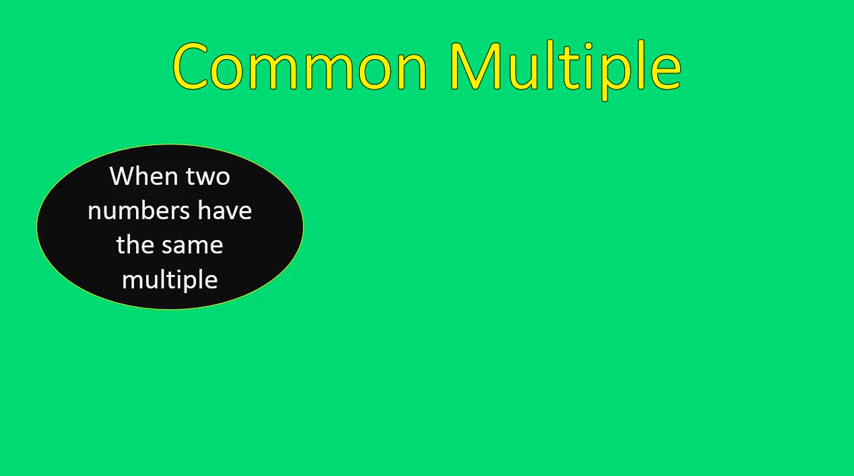 Common Multiple
When two
numbers have
the same
multiple